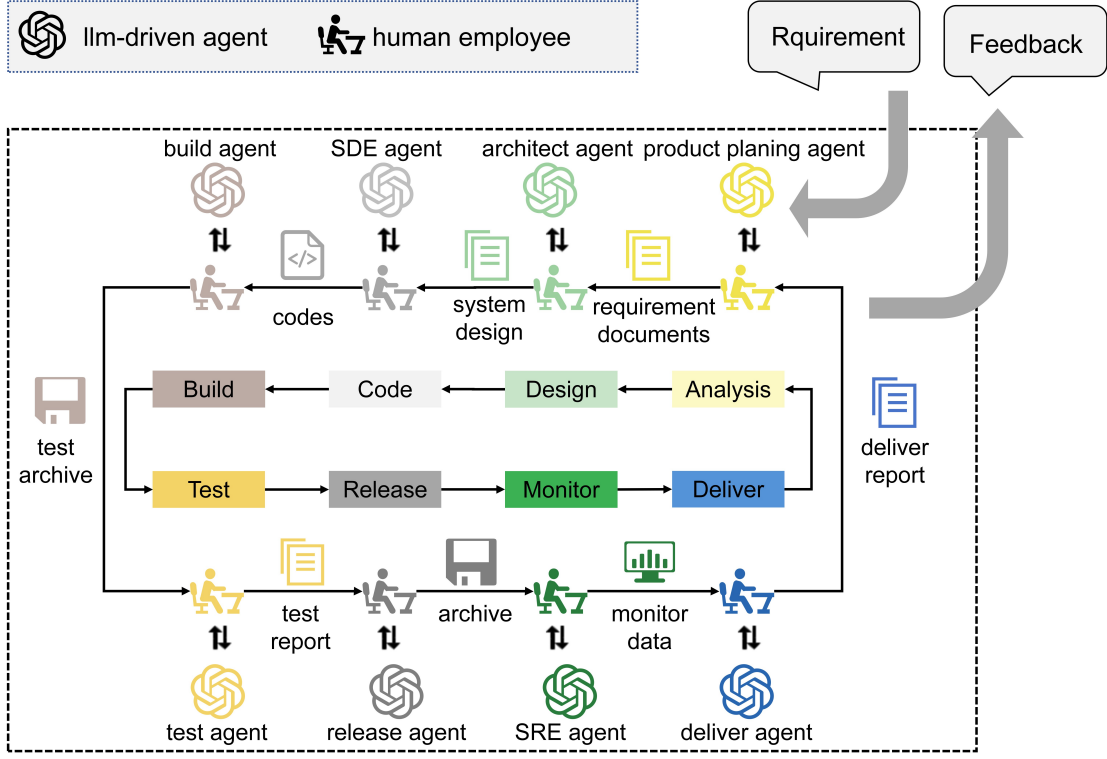 llm-driven agent
human employee
Rquirement
Feedback
build agent
SDE agent
architect agent
product planing agent
</>
codes
system
design
requirement
documents
Build
Code
Design
Analysis
test
archive
deliver
report
Test
Release
Monitor
Deliver
test
report
archive
monitor
data
test agent
release agent
SRE agent
deliver agent